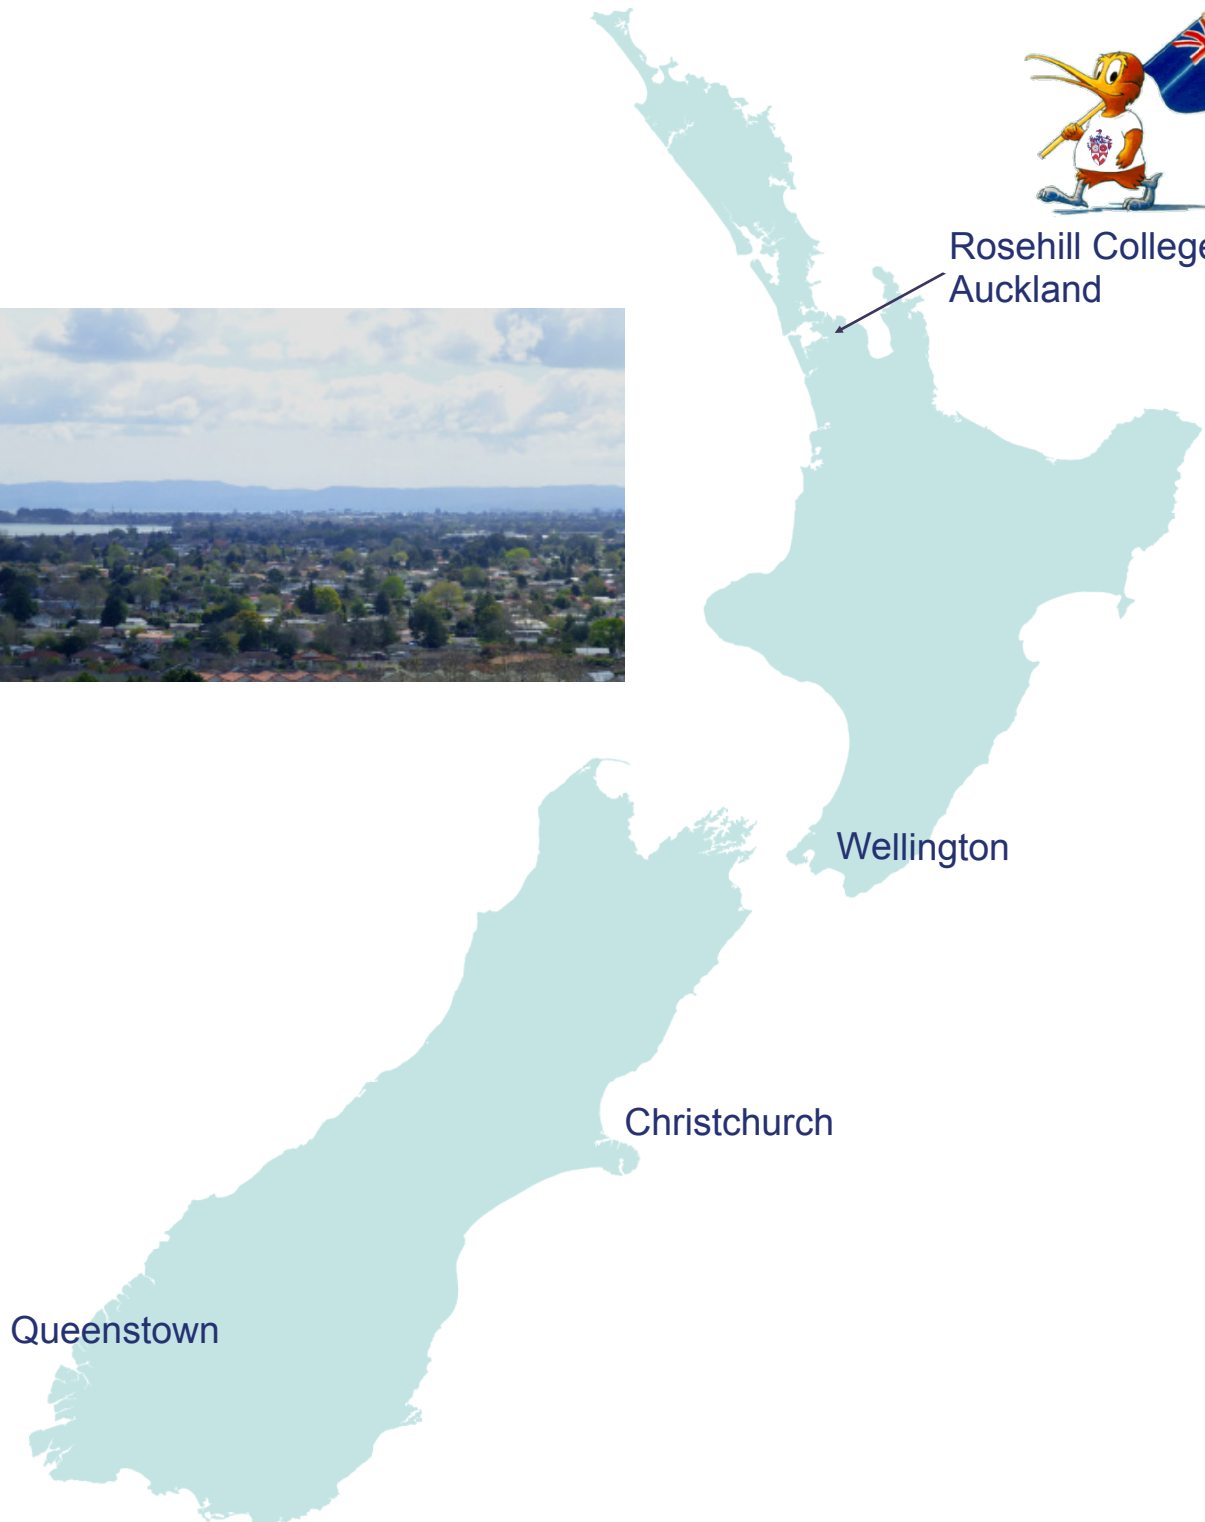 Rosehill College
Auckland
Wellington
Christchurch
Queenstown